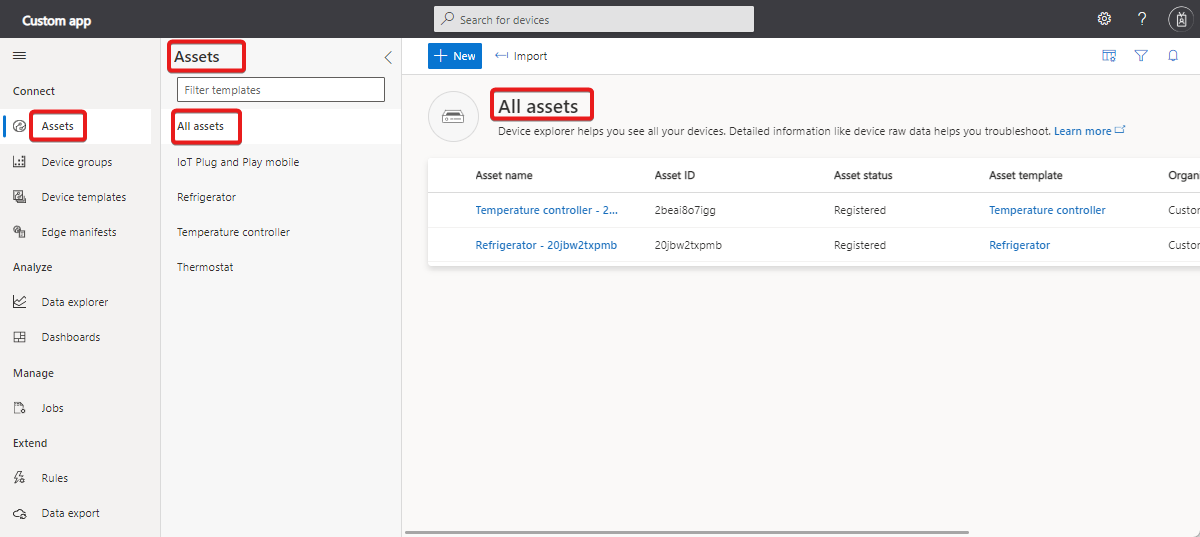 Custom app
Search for devices
Connect
Assets
Device groups
Device templates
Edge manifests
Analyze
Data explorer
Dashboards
Manage
Jobs
Extend
Rules
Data export
Assets
Filter templates
All assets
IoT Plug and Play mobile
Refrigerator
Temperature controller
Thermostat
New
Import
All assets
Device explorer helps you see all your devices. Detailed information like device raw data helps you troubleshoot. Learn more
Asset name Asset ID Asset status Asset template Organi
Temperature controller - 2... 2beai8o7igg Registered Temperature controller Custor
Refrigerator - 20jbw2txpmb 20jbw2txpmb Registered Refrigerator Custor